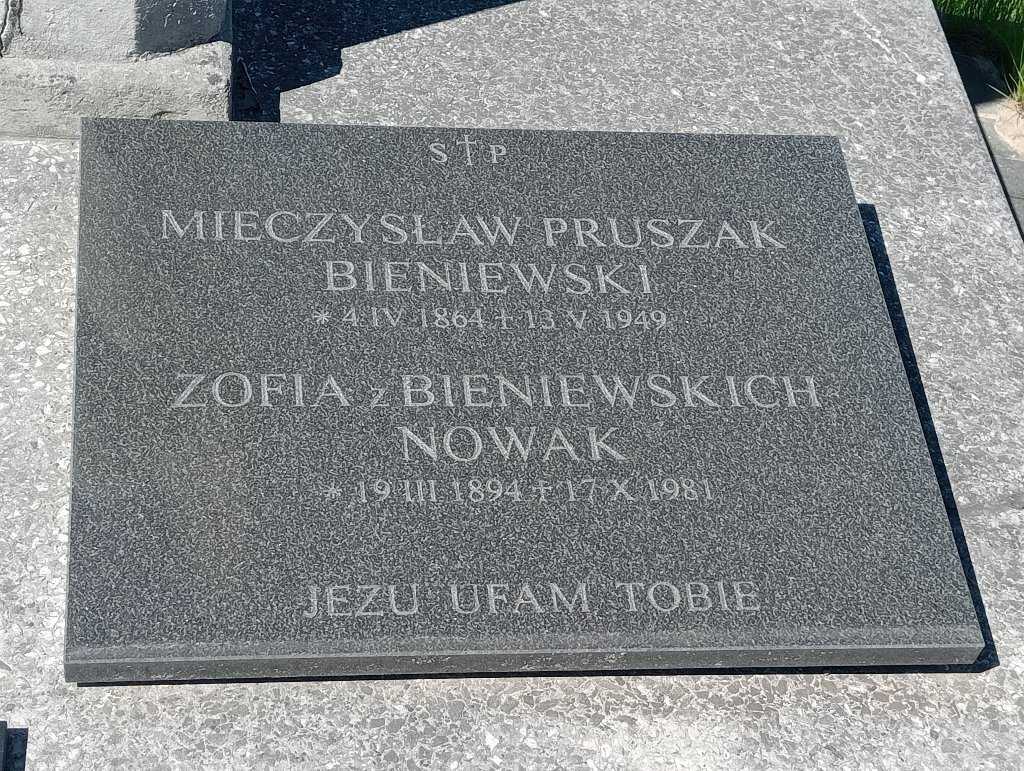 S†P
MIECZYSŁAW PRUSZAK
BIENIEWSKI
* 4 IV 1864 † 13 V 1949
ZOFIA z BIENIEWSKICH
NOWAK
* 19 III 1894 † 17 X 1981
JEZU UFAM TOBIE